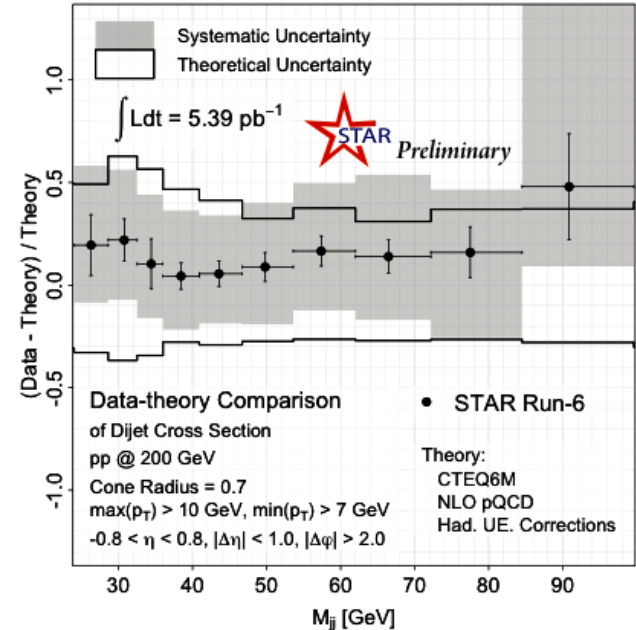 Systematic Uncertainty
Theoretical Uncertainty
∫Ldt = 5.39 pb⁻¹
STAR Preliminary
1.0
0.5
0.0
-0.5
-1.0
(Data - Theory) / Theory
Data-theory Comparison
of Dijet Cross Section
pp @ 200 GeV
Cone Radius = 0.7
max(p_T) > 10 GeV, min(p_T) > 7 GeV
-0.8 < η < 0.8, |Δη| < 1.0, |Δφ| > 2.0
STAR Run-6
Theory:
CTEQ6M
NLO pQCD
Had. UE. Corrections
30 40 50 60 70 80 90
M_jj [GeV]